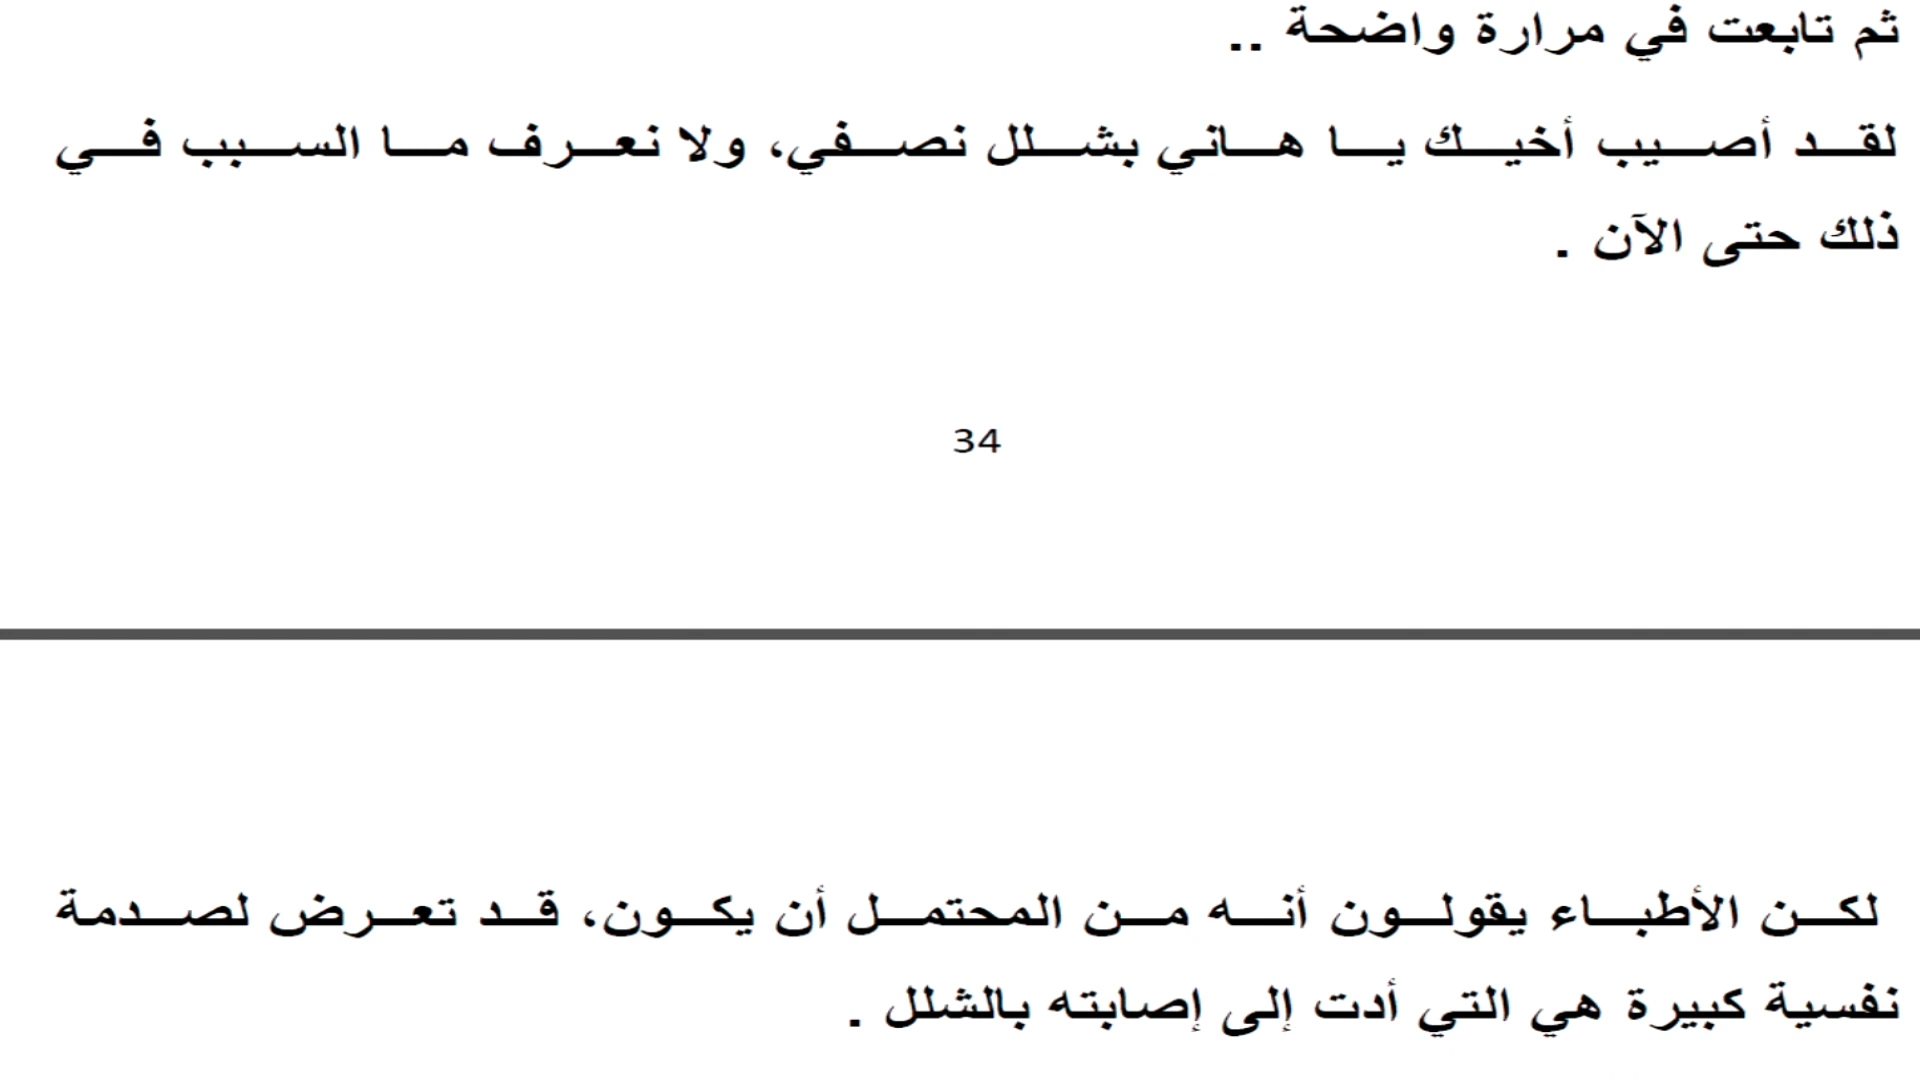 ثم تابعت في مرارة واضحة ..
لقد أصيب أخيك يا هاني بشلل نصفي، ولا نعرف ما السبب في
ذلك حتى الآن .
34
لكن الأطباء يقولون أنه من المحتمل أن يكون، قد تعرض لصدمة
نفسية كبيرة هي التي أدت إلى إصابته بالشلل .